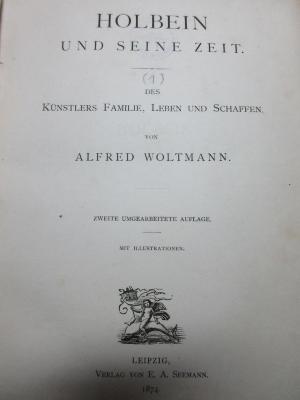 HOLBEIN
UND SEINE ZEIT.
(1)
DES
KÜNSTLERS FAMILIE, LEBEN UND SCHAFFEN.
VON
ALFRED WOLTMANN.
ZWEITE UMGEARBEITETE AUFLAGE.
MIT ILLUSTRATIONEN.
LEIPZIG,
VERLAG VON E. A. SEEMANN.
1874.